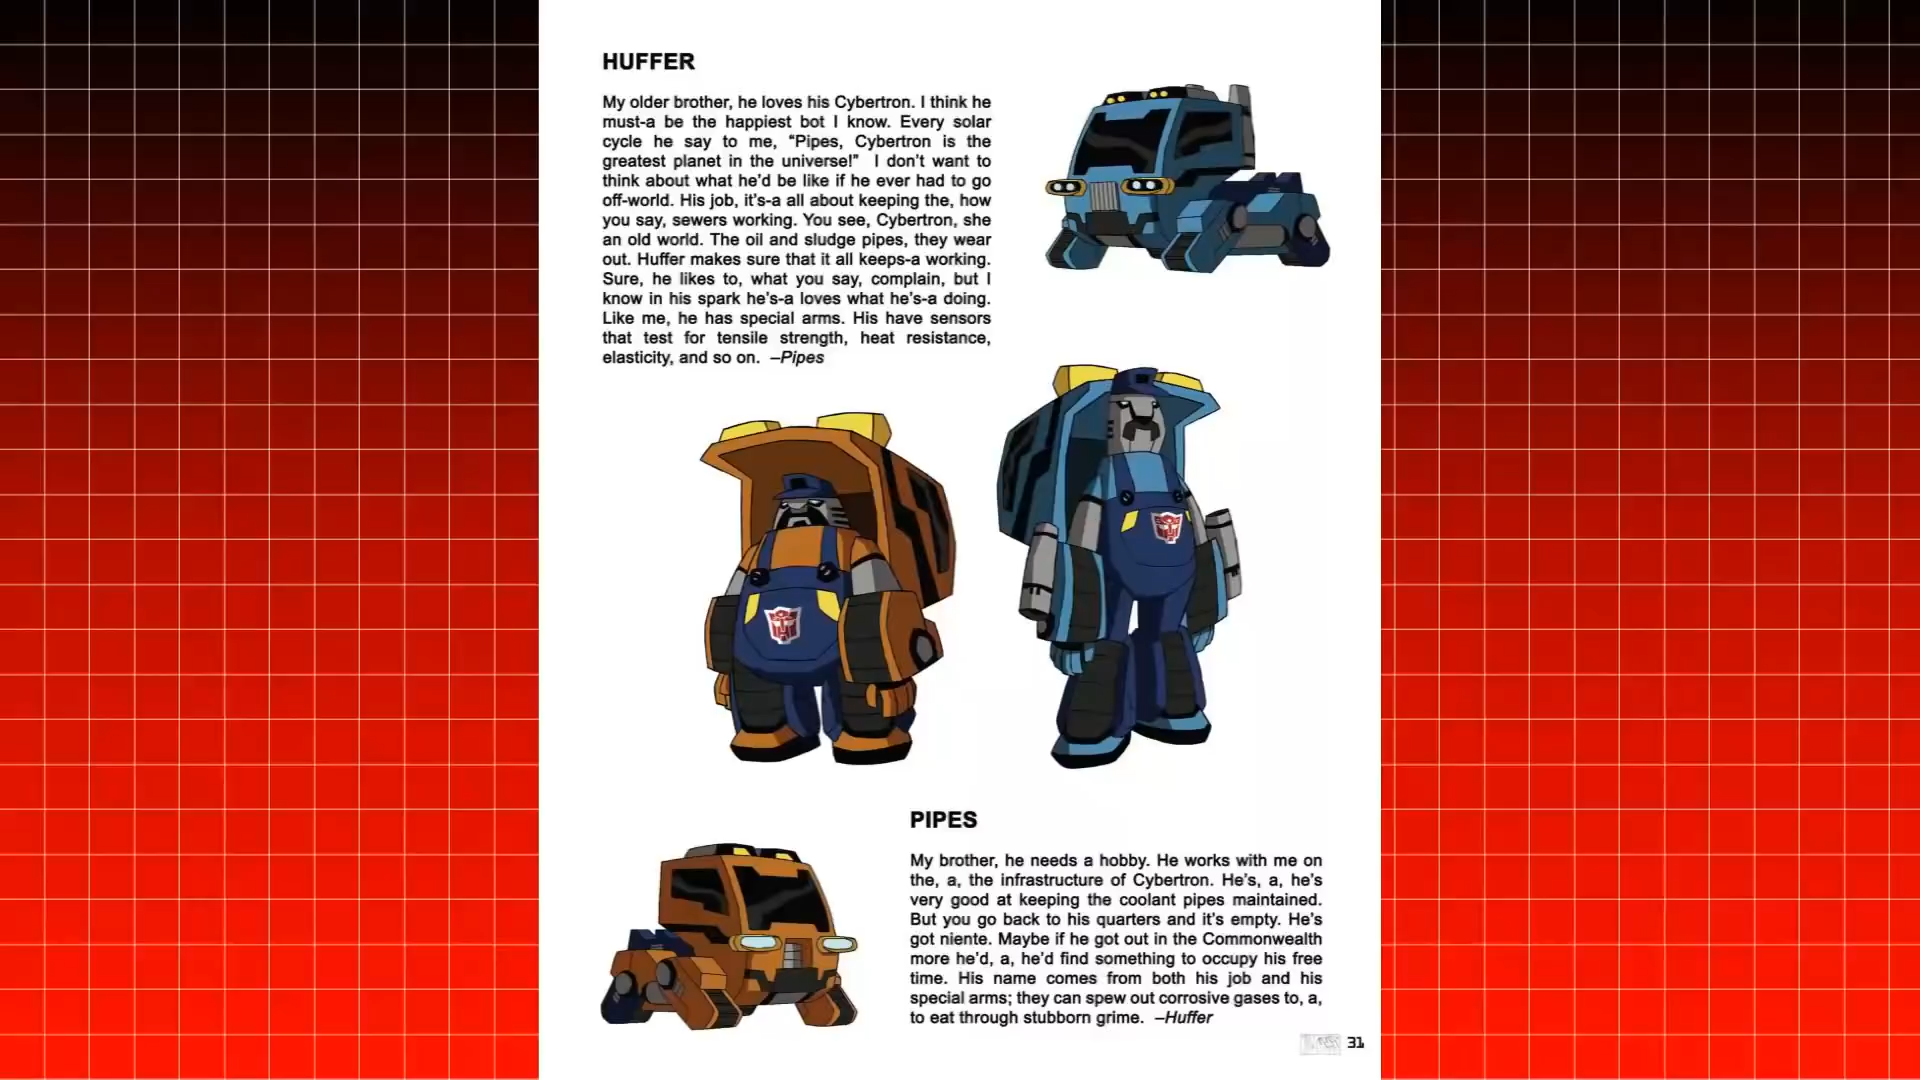 HUFFER
My older brother, he loves his Cybertron. I think he
must-a be the happiest bot I know. Every solar
cycle he say to me, “Pipes, Cybertron is the
greatest planet in the universe!” I don’t want to
think about what he’d be like if he ever had to go
off-world. His job, it’s-a all about keeping the, how
you say, sewers working. You see, Cybertron, she
an old world. The oil and sludge pipes, they wear
out. Huffer makes sure that it all keeps-a working.
Sure, he likes to, what you say, complain, but I
know in his spark he’s-a loves what he’s-a doing.
Like me, he has special arms. His have sensors
that test for tensile strength, heat resistance,
elasticity, and so on. –Pipes
PIPES
My brother, he needs a hobby. He works with me on
the, a, the infrastructure of Cybertron. He’s, a, he’s
very good at keeping the coolant pipes maintained.
But you go back to his quarters and it’s empty. He’s
got niente. Maybe if he got out in the Commonwealth
more he’d, a, he’d find something to occupy his free
time. His name comes from both his job and his
special arms; they can spew out corrosive gases to, a,
to eat through stubborn grime. –Huffer
31